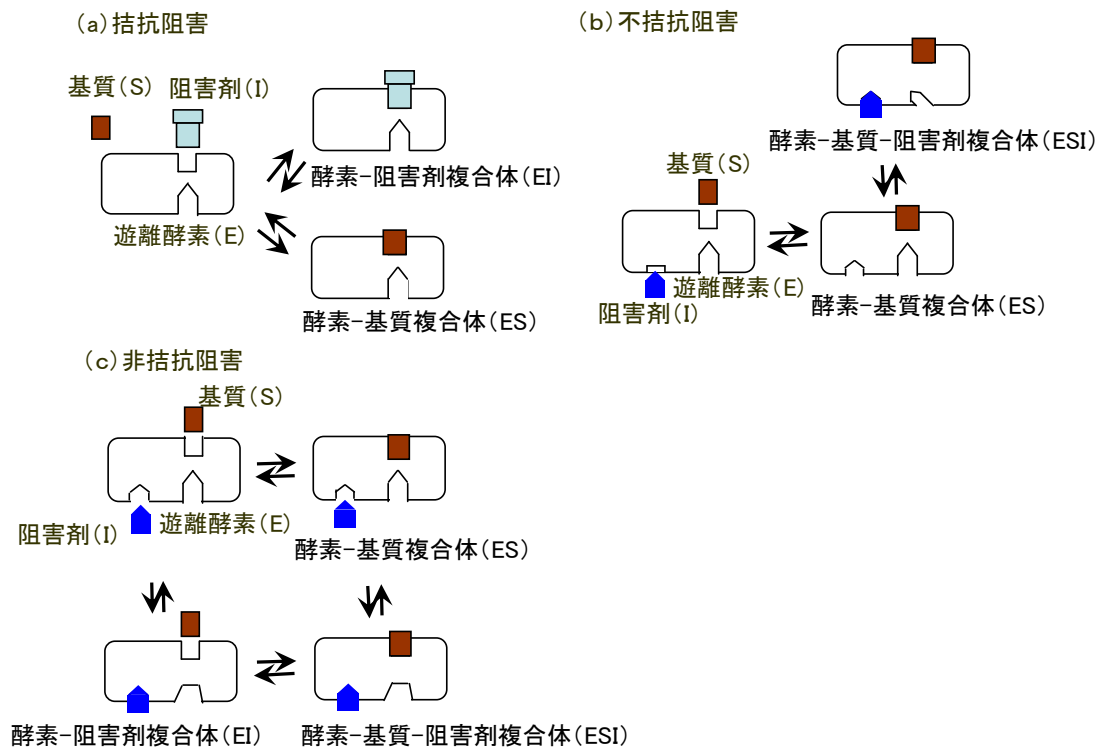 (a)拮抗阻害
基質(S) 阻害剤(I)
酵素-阻害剤複合体(EI)
遊離酵素(E)
酵素-基質複合体(ES)
(b)不拮抗阻害
酵素-基質-阻害剤複合体(ESI)
基質(S)
遊離酵素(E)
阻害剤(I)
酵素-基質複合体(ES)
(c)非拮抗阻害
基質(S)
阻害剤(I)
遊離酵素(E)
酵素-基質複合体(ES)
酵素-阻害剤複合体(EI)
酵素-基質-阻害剤複合体(ESI)